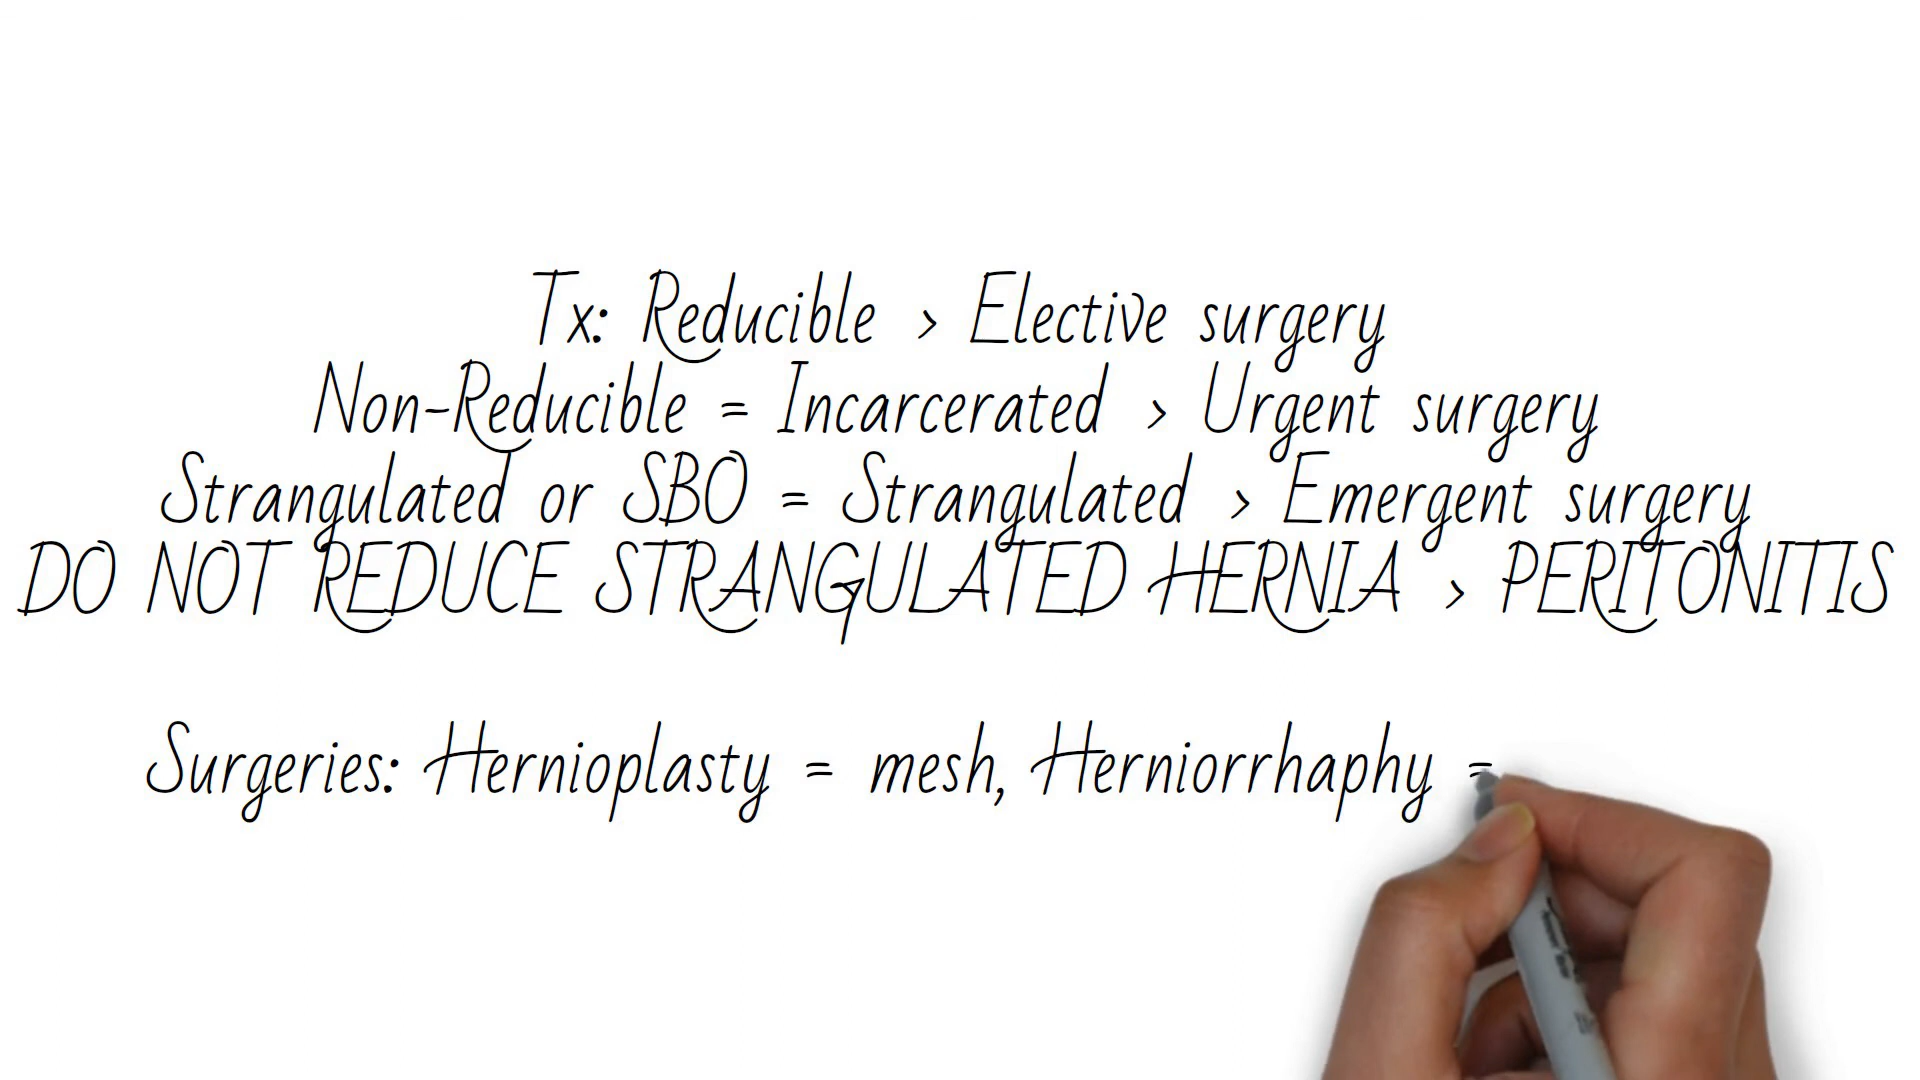 Tx: Reducible > Elective surgery
Non-Reducible = Incarcerated > Urgent surgery
Strangulated or SBO = Strangulated > Emergent surgery
DO NOT REDUCE STRANGULATED HERNIA > PERITONITIS
Surgeries: Hernioplasty = mesh, Herniorrhaphy =